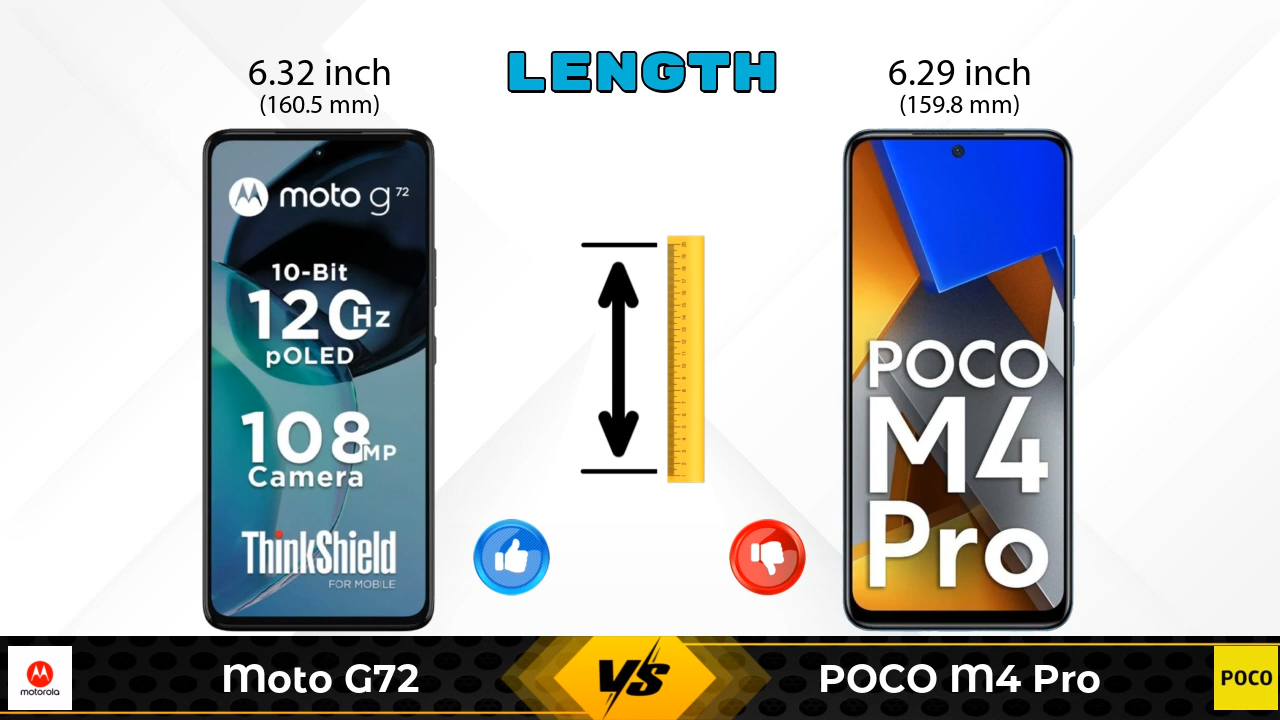 LENGTH
6.32 inch
(160.5 mm)
6.29 inch
(159.8 mm)
moto g72
10-Bit
120Hz
pOLED
108MP
Camera
ThinkShield
FOR MOBILE
POCO
M4
Pro
motorola
Moto G72
VS
POCO M4 Pro
POCO